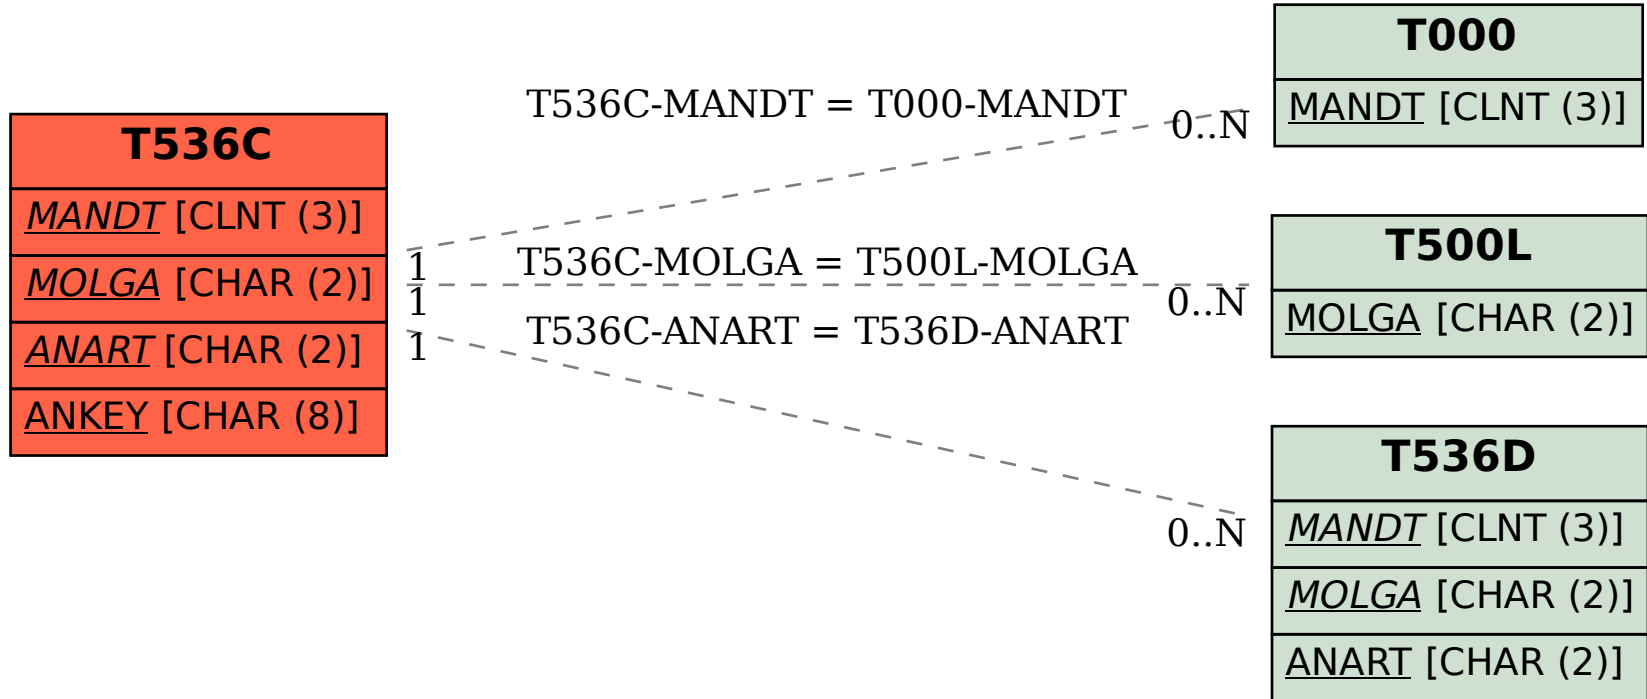 T536C
MANDT [CLNT (3)]
MOLGA [CHAR (2)]
ANART [CHAR (2)]
ANKEY [CHAR (8)]
T536C-MANDT = T000-MANDT
0..N
1
T536C-MOLGA = T500L-MOLGA
0..N
1
T536C-ANART = T536D-ANART
0..N
1
T000
MANDT [CLNT (3)]
T500L
MOLGA [CHAR (2)]
T536D
MANDT [CLNT (3)]
MOLGA [CHAR (2)]
ANART [CHAR (2)]